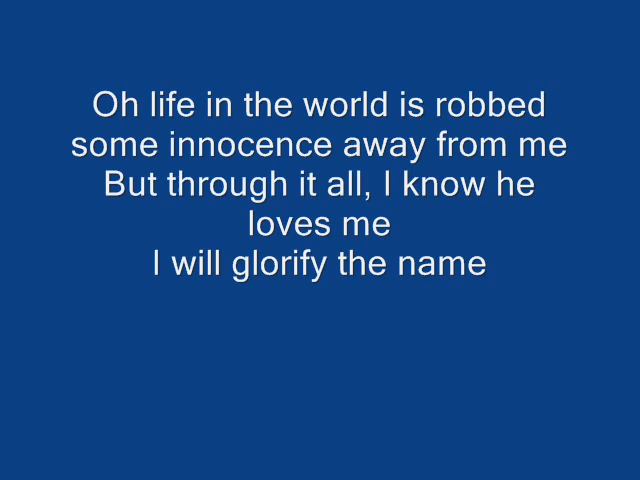 Oh life in the world is robbed
some innocence away from me
But through it all, I know he
loves me
I will glorify the name